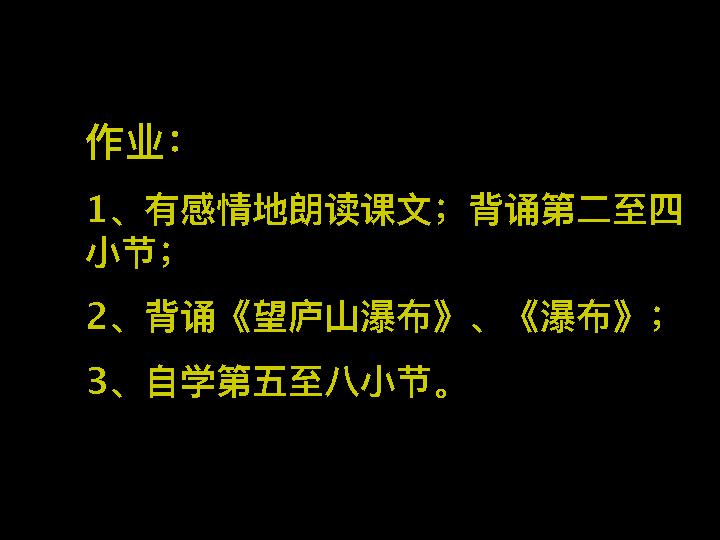 作业：
1、有感情地朗读课文；背诵第二至四
小节；
2、背诵《望庐山瀑布》、《瀑布》；
3、自学第五至八小节。